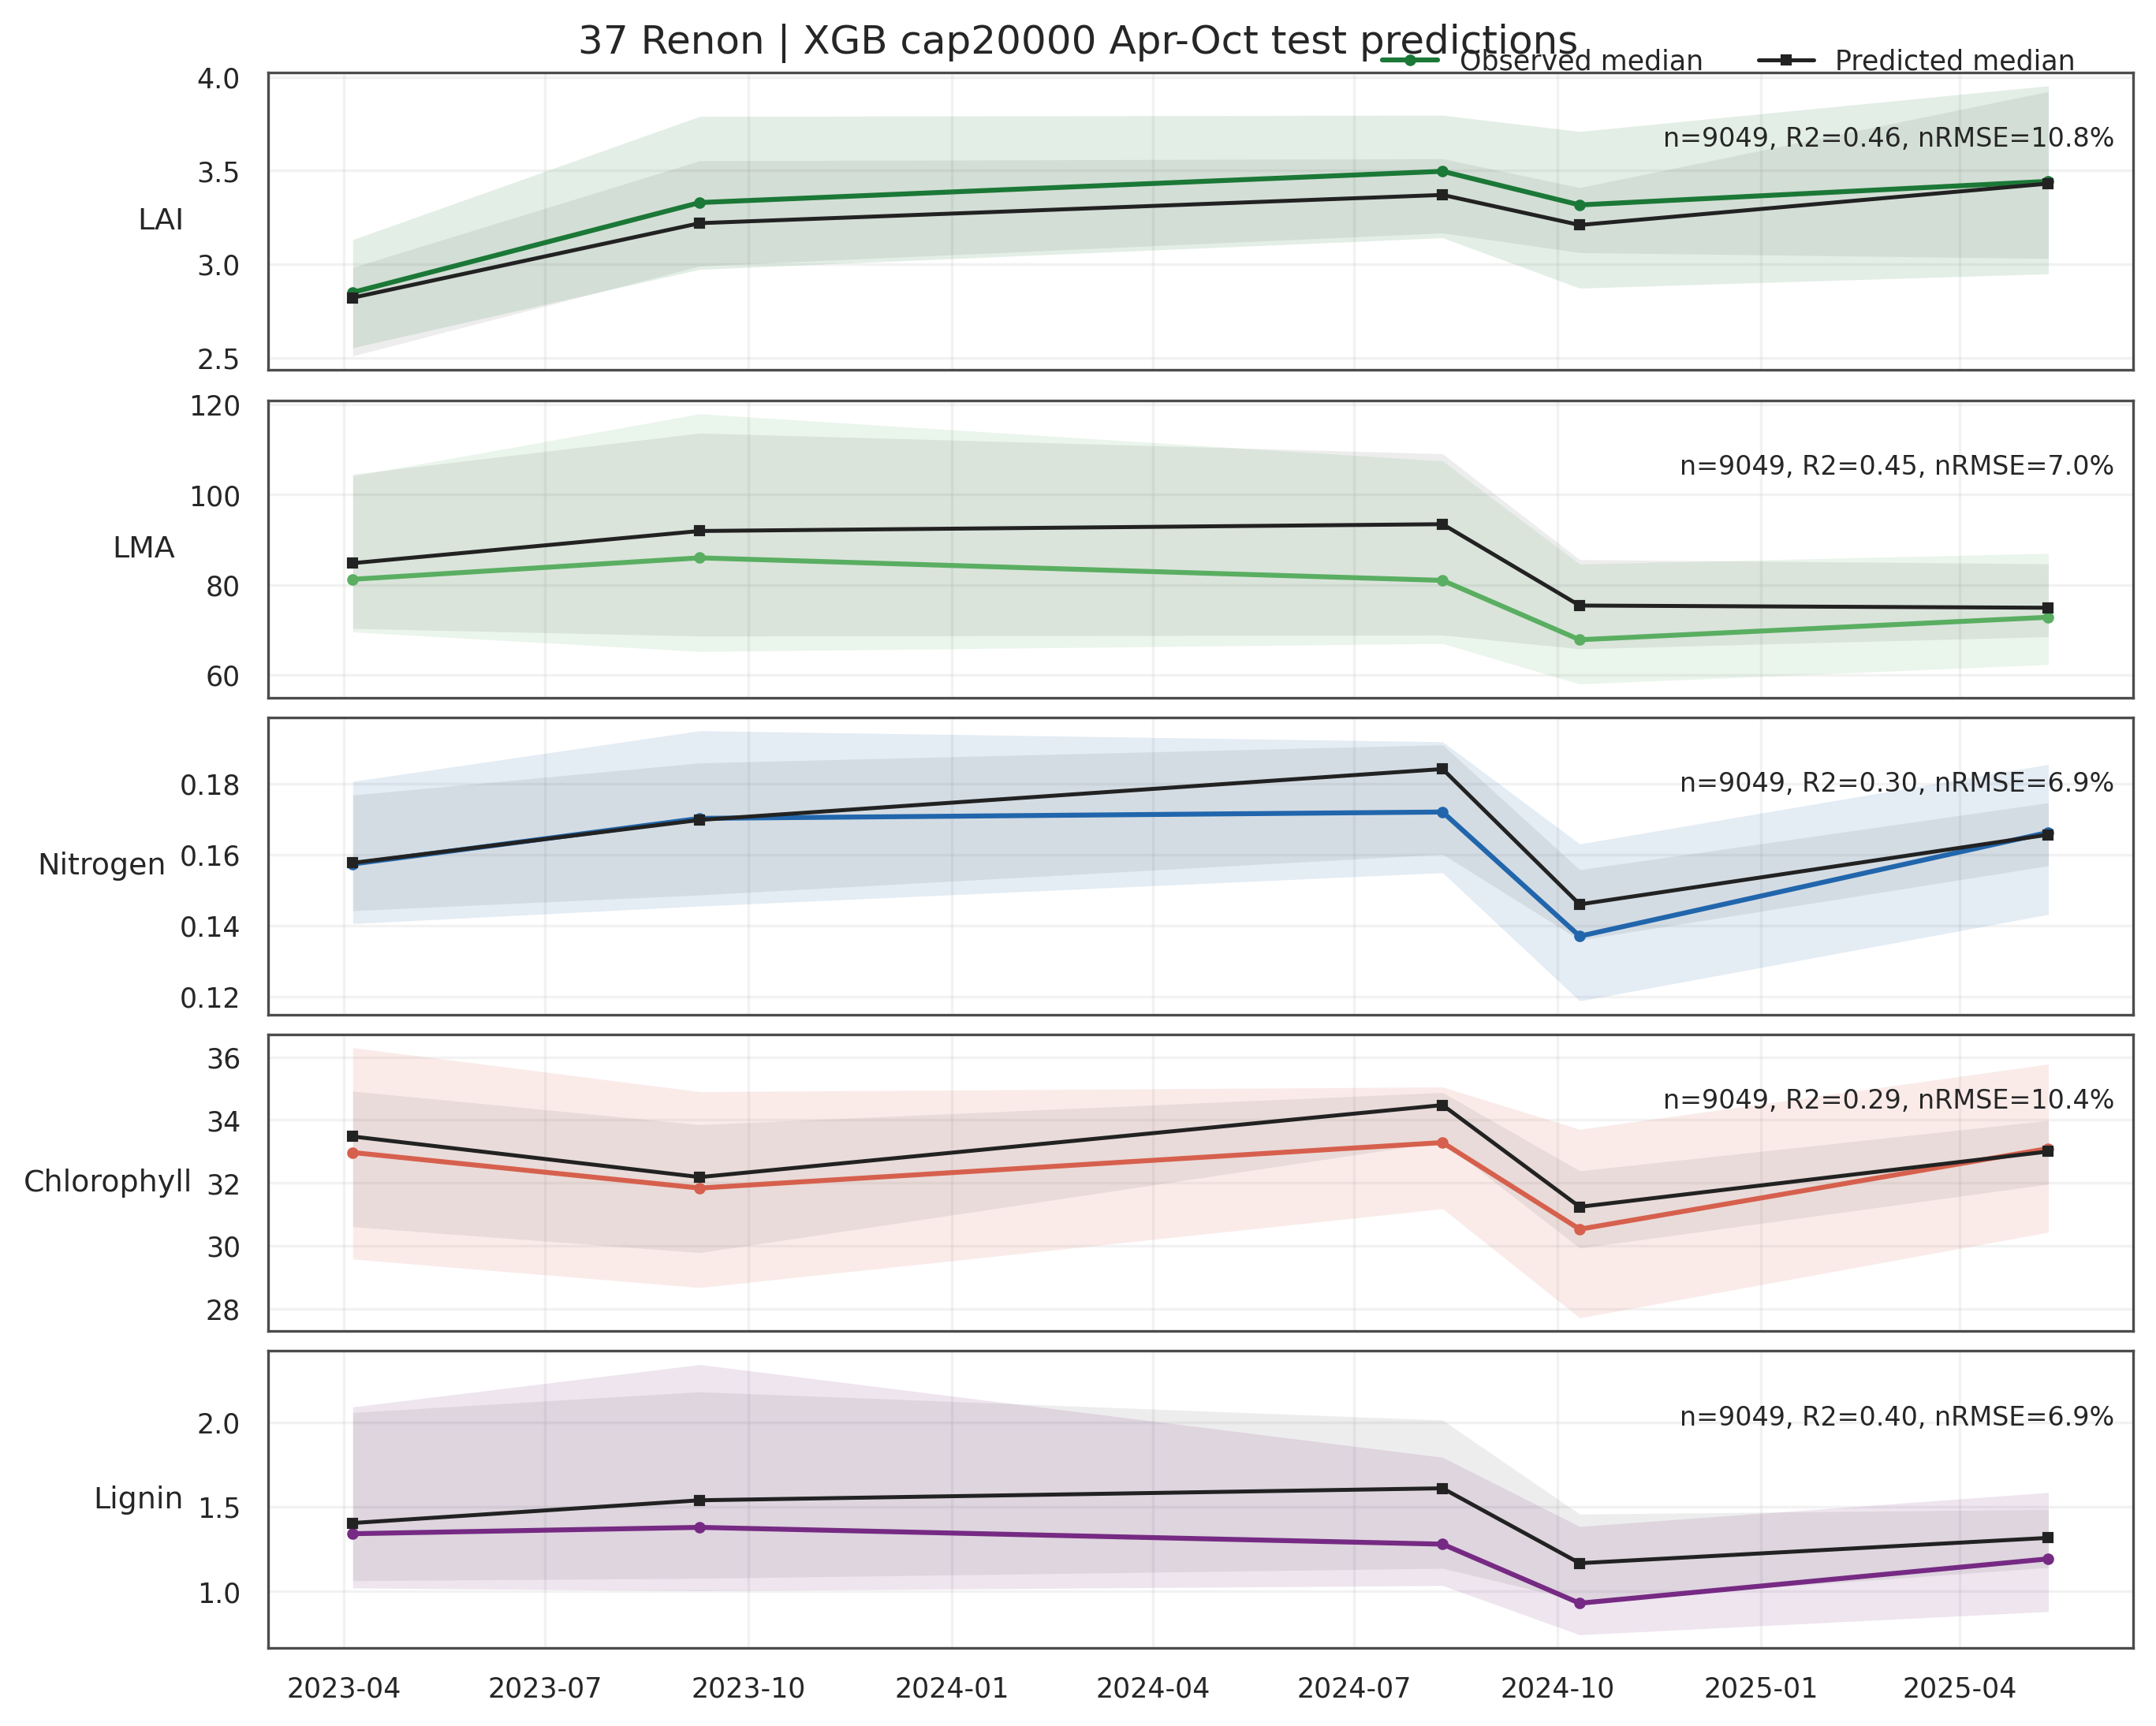 37 Renon | XGB cap20000 Apr-Oct test predictions
Observed median
Predicted median
4.0
3.5
3.0
2.5
LAI
n=9049, R2=0.46, nRMSE=10.8%
120
100
80
60
LMA
n=9049, R2=0.45, nRMSE=7.0%
0.18
0.16
0.14
0.12
Nitrogen
n=9049, R2=0.30, nRMSE=6.9%
36
34
32
30
28
Chlorophyll
n=9049, R2=0.29, nRMSE=10.4%
2.0
1.5
1.0
Lignin
n=9049, R2=0.40, nRMSE=6.9%
2023-04 2023-07 2023-10 2024-01 2024-04 2024-07 2024-10 2025-01 2025-04